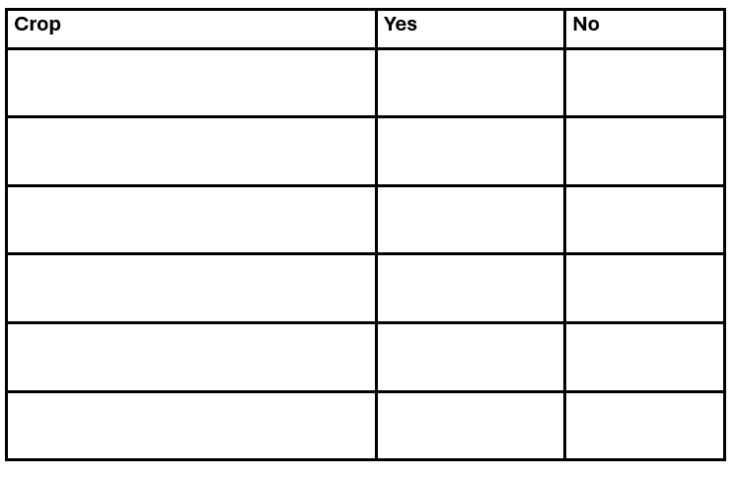 Crop Yes No